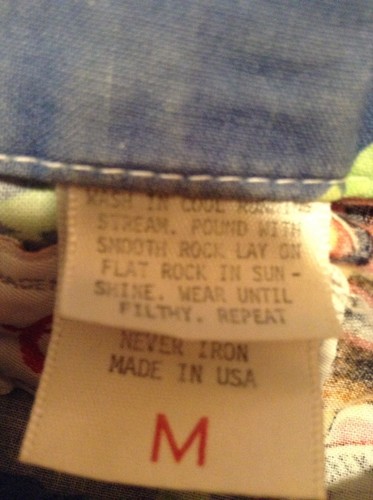 WASH IN COOL RUNNING
STREAM. POUND WITH
SMOOTH ROCK LAY ON
FLAT ROCK IN SUN-
SHINE. WEAR UNTIL
FILTHY. REPEAT
NEVER IRON
MADE IN USA
M